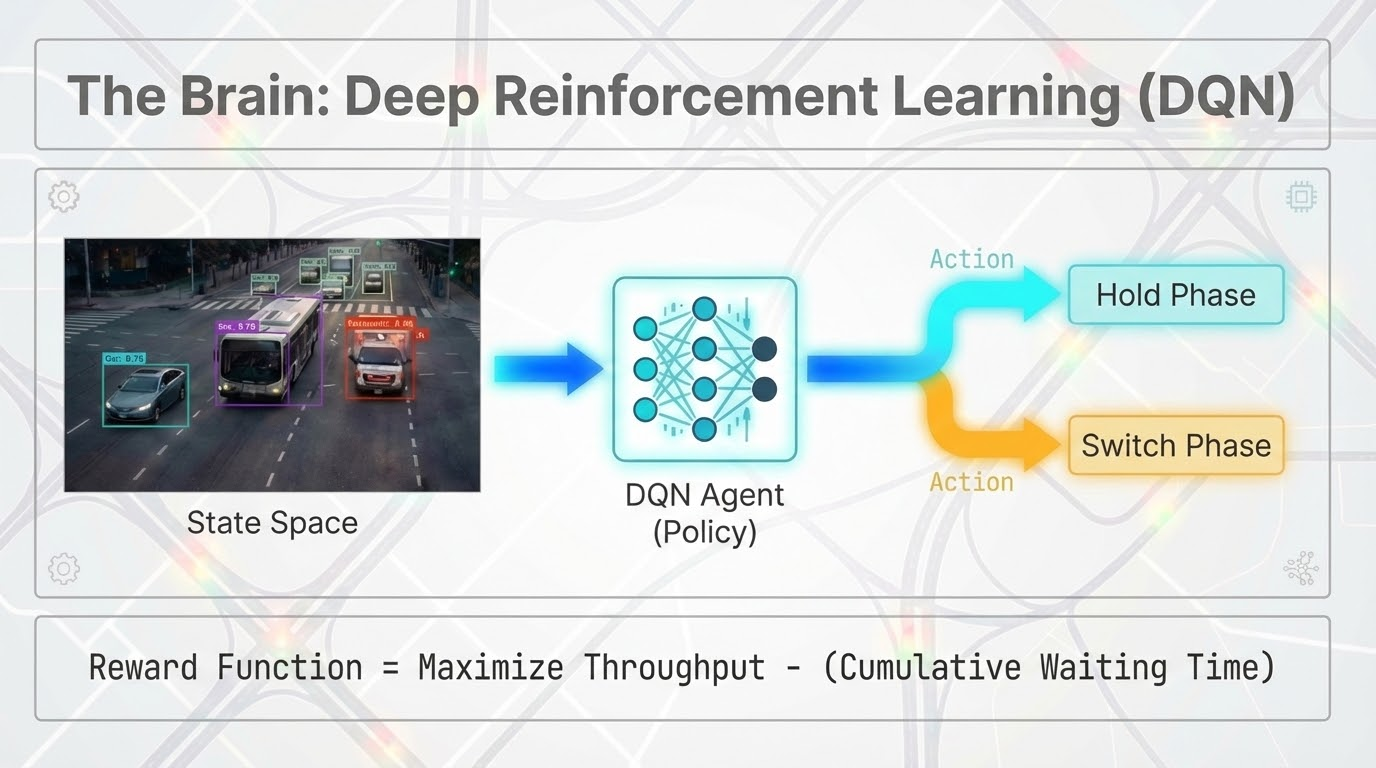 The Brain: Deep Reinforcement Learning (DQN)
Action
Hold Phase
Switch Phase
Action
State Space
DQN Agent
(Policy)
Reward Function = Maximize Throughput - (Cumulative Waiting Time)